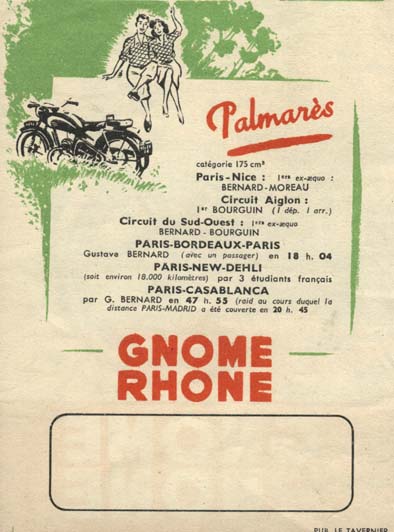 Palmarès
catégorie 175 cm³
Paris-Nice : 1ers ex-æquo :
BERNARD-MOREAU
Circuit Aiglon :
1er BOURGUIN (1 dép. 1 arr.)
Circuit du Sud-Ouest : 1ers ex-æquo
BERNARD - BOURGUIN
PARIS-BORDEAUX-PARIS
Gustave BERNARD (avec un passager) en 18 h. 04
PARIS-NEW-DEHLI
(soit environ 18.000 kilomètres) par 3 étudiants français
PARIS-CASABLANCA
par G. BERNARD en 47 h. 55 (raid au cours duquel la
distance PARIS-MADRID a été couverte en 20 h. 45
GNOME
RHONE
PUB. LE TAVERNIER